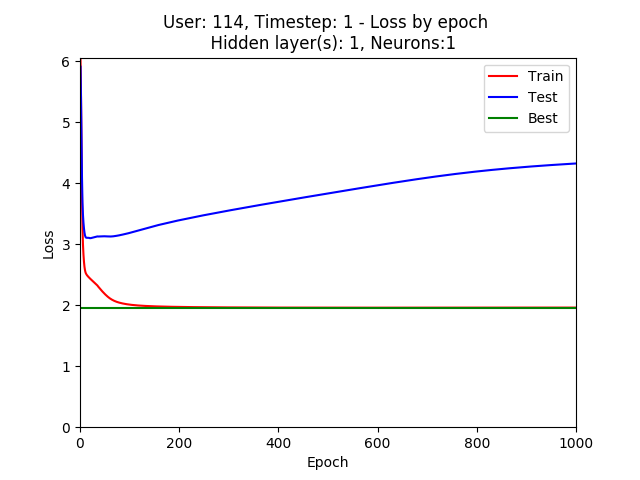 User: 114, Timestep: 1 - Loss by epoch
Hidden layer(s): 1, Neurons:1
Train
Test
Best
6
5
4
3
2
1
0
Loss
0 200 400 600 800 1000
Epoch